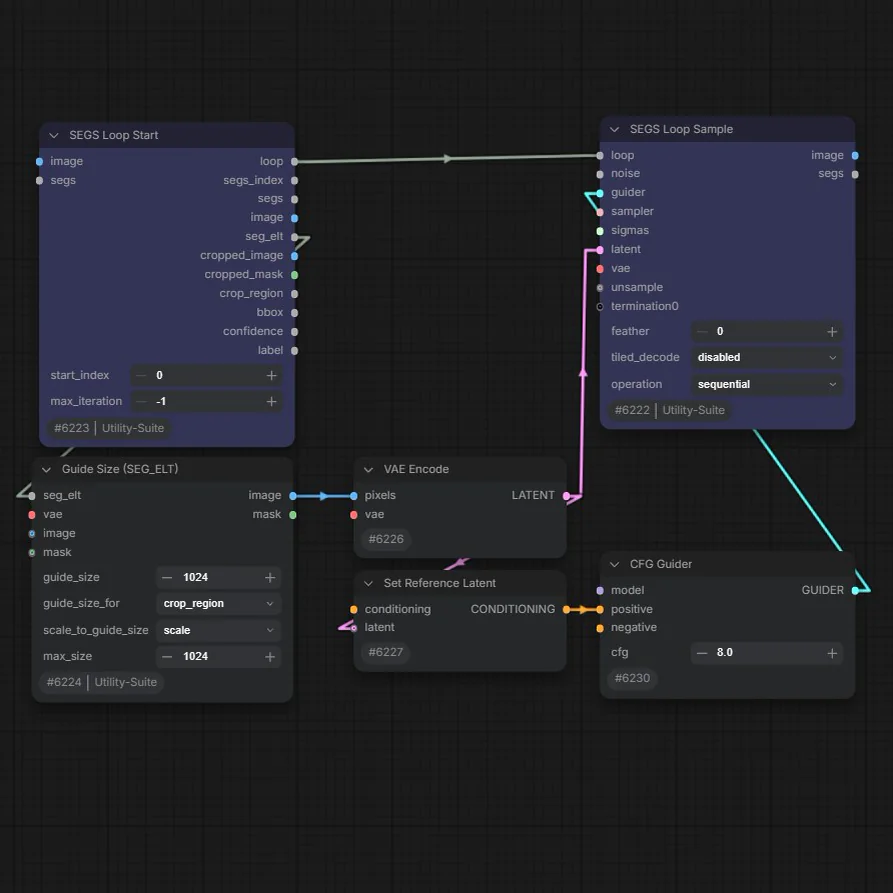 SEGS Loop Start
image loop
segs segs_index
segs
image
seg_elt
cropped_image
cropped_mask
crop_region
bbox
confidence
label
start_index 0
max_iteration -1
#6223 | Utility-Suite
SEGS Loop Sample
loop image
noise segs
guider
sampler
sigmas
latent
vae
unsample
termination0
feather 0
tiled_decode disabled
operation sequential
#6222 | Utility-Suite
Guide Size (SEG_ELT)
seg_elt image
vae mask
image
mask
guide_size 1024
guide_size_for crop_region
scale_to_guide_size scale
max_size 1024
#6224 | Utility-Suite
VAE Encode
pixels LATENT
vae
#6226
Set Reference Latent
conditioning CONDITIONING
latent
#6227
CFG Guider
model GUIDER
positive
negative
cfg 8.0
#6230